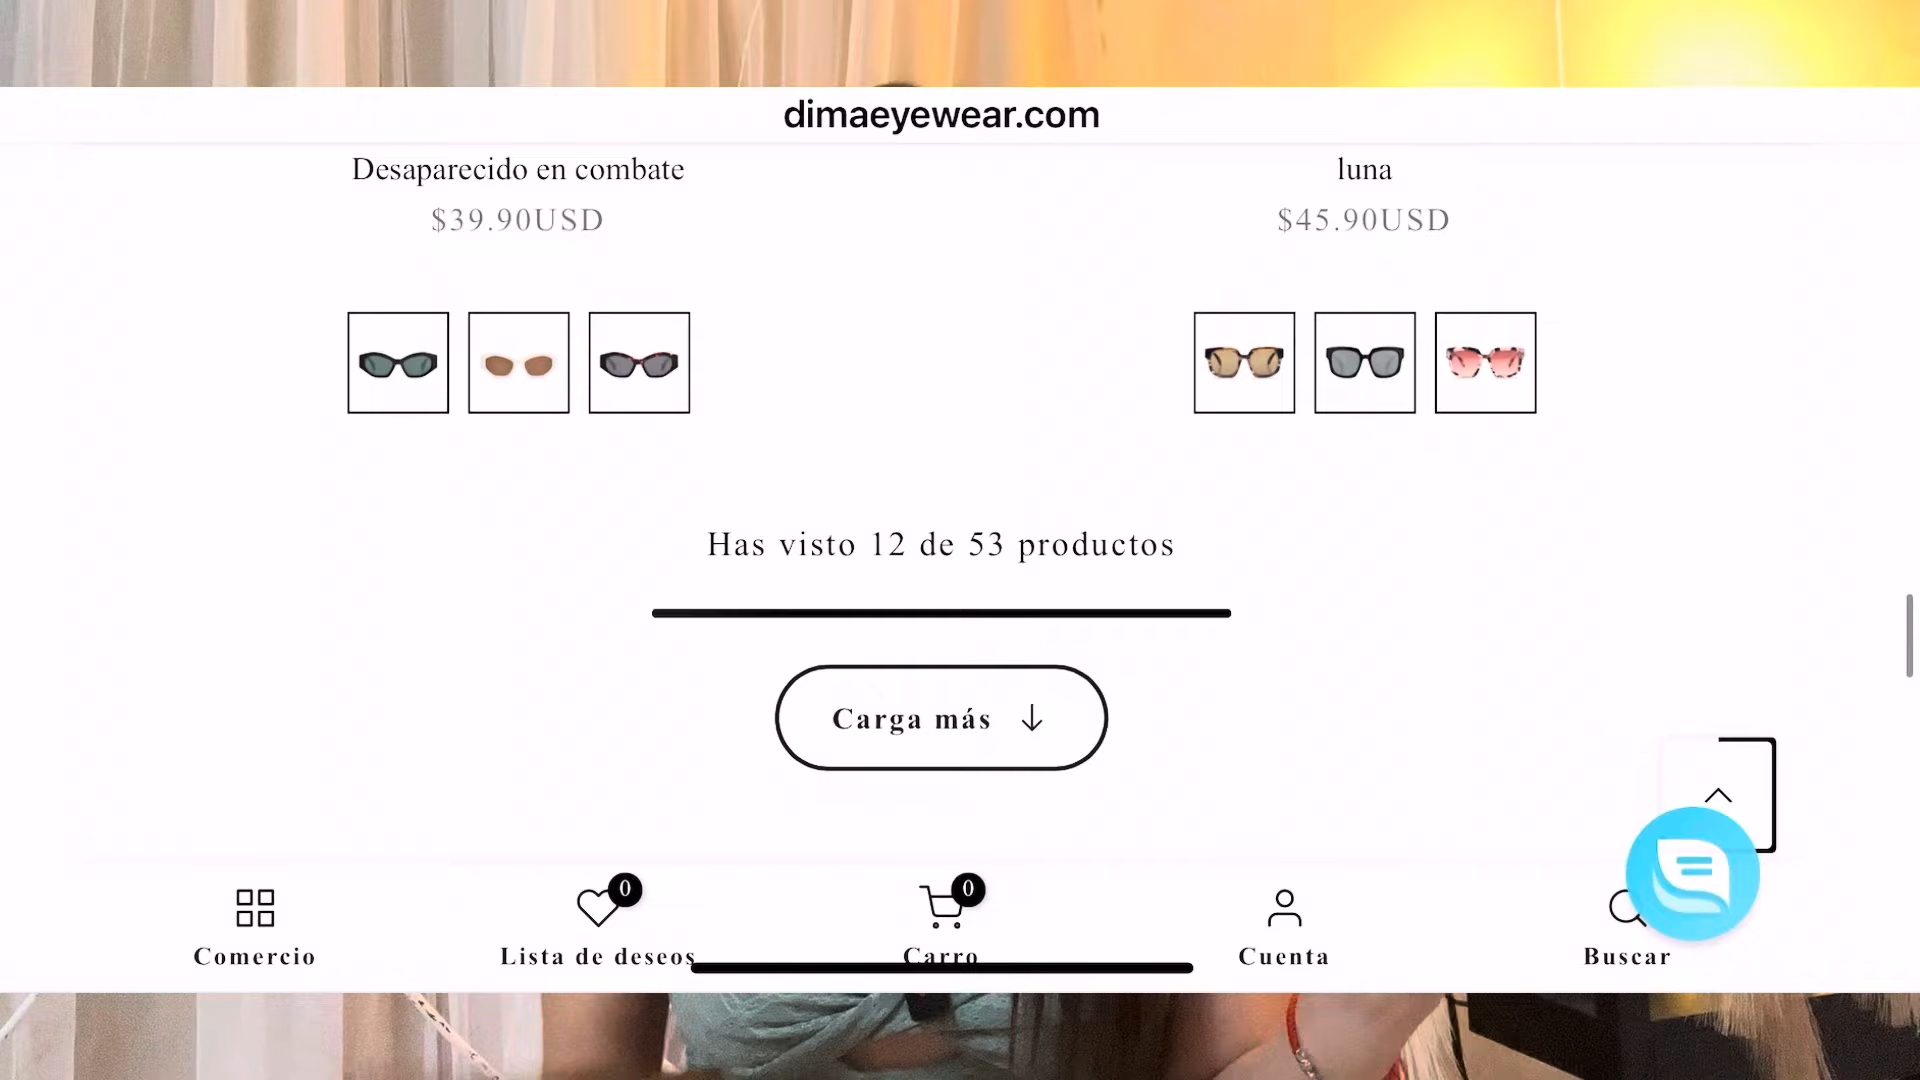 dimaeyewear.com
Desaparecido en combate
$39.90USD
luna
$45.90USD
Has visto 12 de 53 productos
Carga más
Comercio
0
Lista de deseos
0
Carro
Cuenta
Buscar